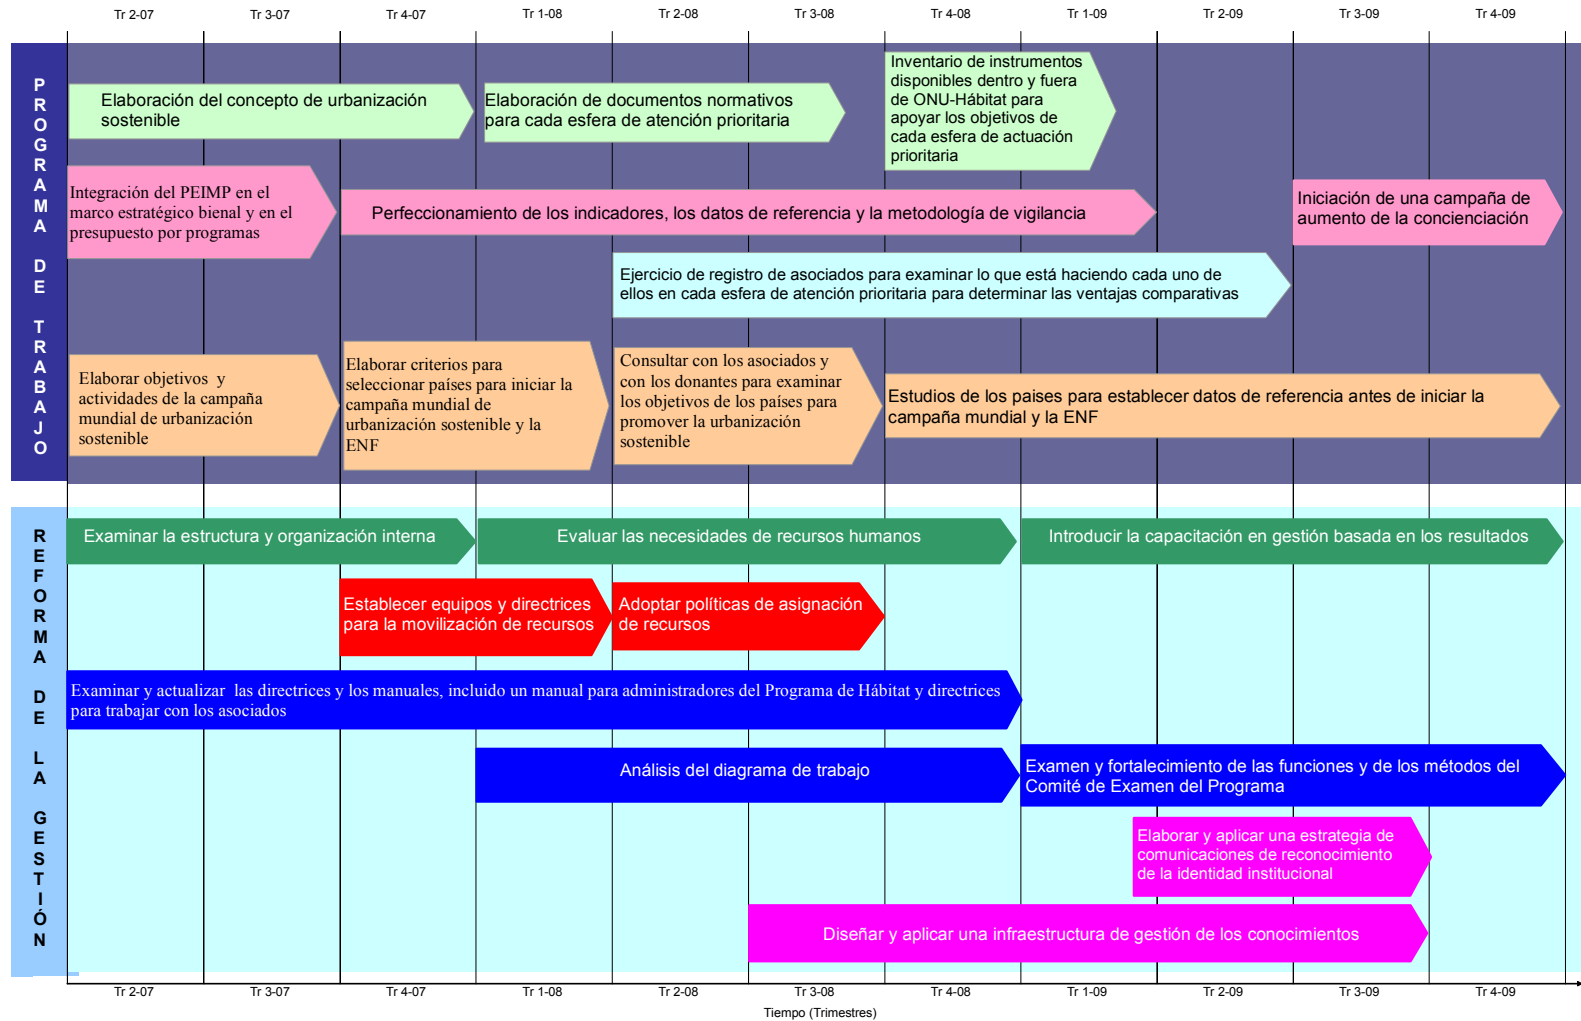 Tr 2-07
Tr 3-07
Tr 4-07
Tr 1-08
Tr 2-08
Tr 3-08
Tr 4-08
Tr 1-09
Tr 2-09
Tr 3-09
Tr 4-09
PROGRAMA DE TRABAJO
Elaboración del concepto de urbanización
sostenible
Elaboración de documentos normativos
para cada esfera de atención prioritaria
Inventario de instrumentos
disponibles dentro y fuera
de ONU-Hábitat para
apoyar los objetivos de
cada esfera de actuación
prioritaria
Integración del PEIMP en el
marco estratégico bienal y en el
presupuesto por programas
Perfeccionamiento de los indicadores, los datos de referencia y la metodología de vigilancia
Iniciación de una campaña de
aumento de la concienciación
Ejercicio de registro de asociados para examinar lo que está haciendo cada uno de
ellos en cada esfera de atención prioritaria para determinar las ventajas comparativas
Elaborar objetivos y
actividades de la campaña
mundial de urbanización
sostenible
Elaborar criterios para
seleccionar países para iniciar la
campaña mundial de
urbanización sostenible y la
ENF
Consultar con los asociados y
con los donantes para examinar
los objetivos de los países para
promover la urbanización
sostenible
Estudios de los paises para establecer datos de referencia antes de iniciar la
campaña mundial y la ENF
REFORMA DE LA GESTIÓN
Examinar la estructura y organización interna
Evaluar las necesidades de recursos humanos
Introducir la capacitación en gestión basada en los resultados
Establecer equipos y directrices
para la movilización de recursos
Adoptar políticas de asignación
de recursos
Examinar y actualizar las directrices y los manuales, incluido un manual para administradores del Programa de Hábitat y directrices
para trabajar con los asociados
Análisis del diagrama de trabajo
Examen y fortalecimiento de las funciones y de los métodos del
Comité de Examen del Programa
Elaborar y aplicar una estrategia de
comunicaciones de reconocimiento
de la identidad institucional
Diseñar y aplicar una infraestructura de gestión de los conocimientos
Tr 2-07
Tr 3-07
Tr 4-07
Tr 1-08
Tr 2-08
Tr 3-08
Tr 4-08
Tr 1-09
Tr 2-09
Tr 3-09
Tr 4-09
Tiempo (Trimestres)